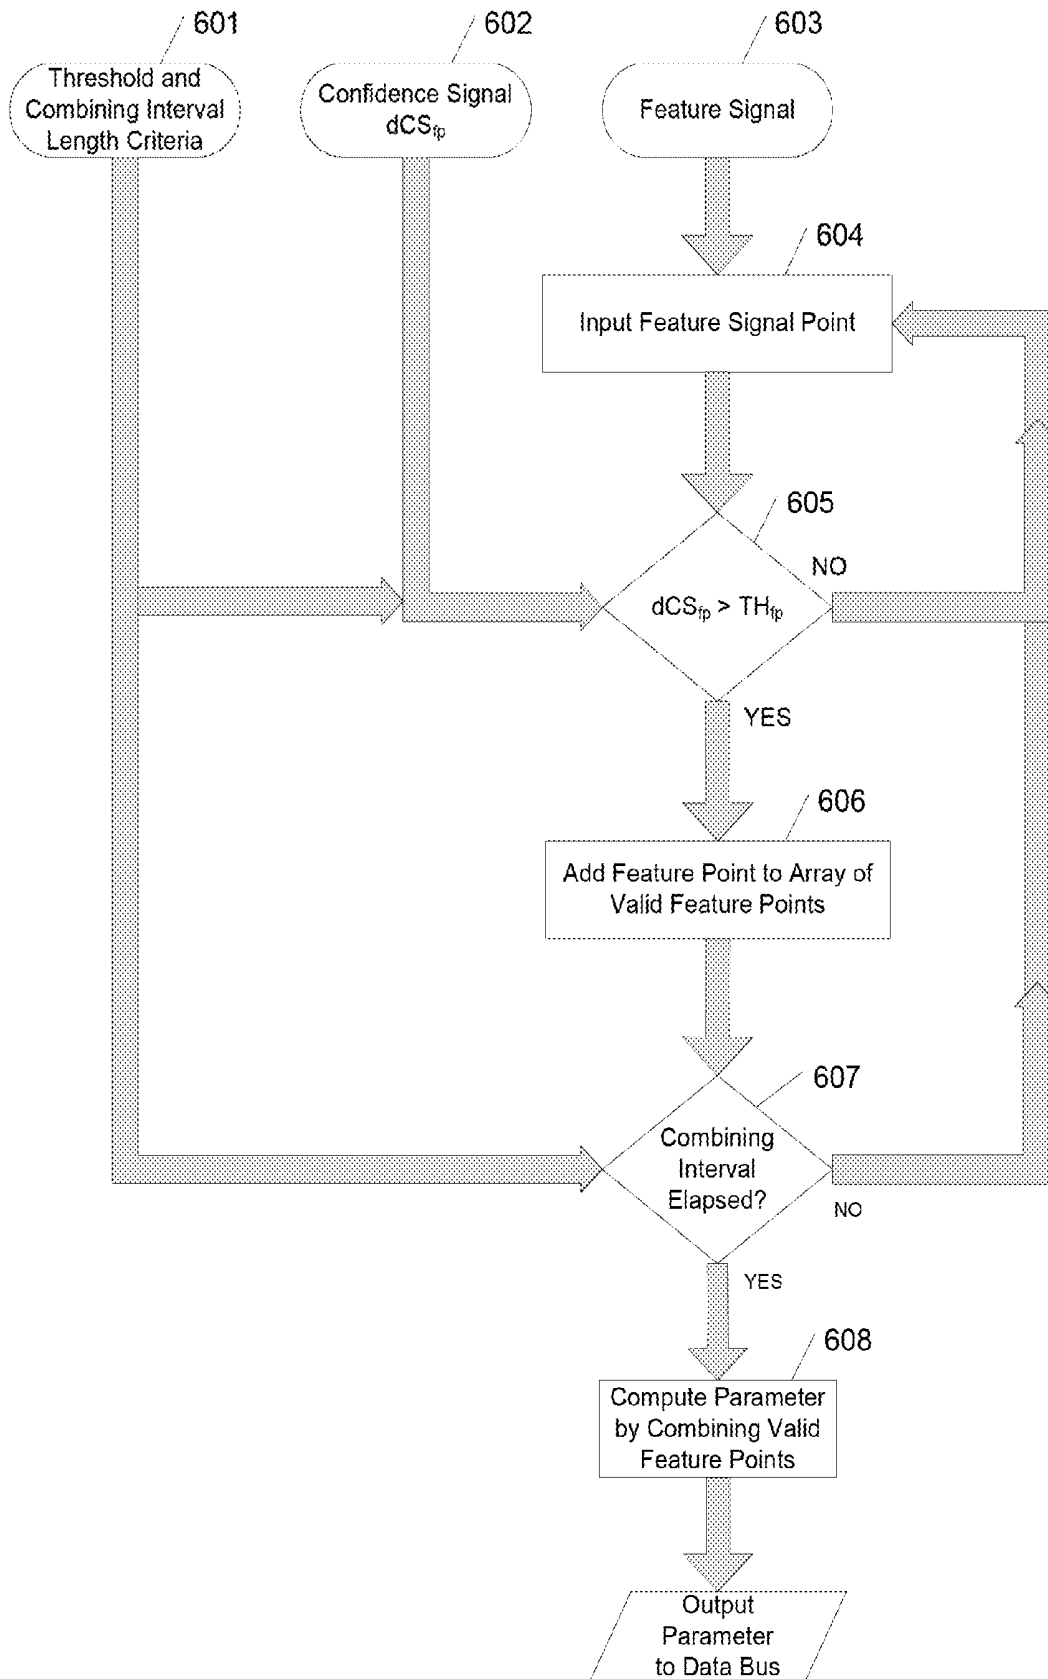 601
602
603
Threshold and
Combining Interval
Length Criteria
Confidence Signal
dCSfp
Feature Signal
604
Input Feature Signal Point
605
NO
dCSfp > THfp
YES
606
Add Feature Point to Array of
Valid Feature Points
607
Combining
Interval
Elapsed?
NO
YES
608
Compute Parameter
by Combining Valid
Feature Points
Output
Parameter
to Data Bus